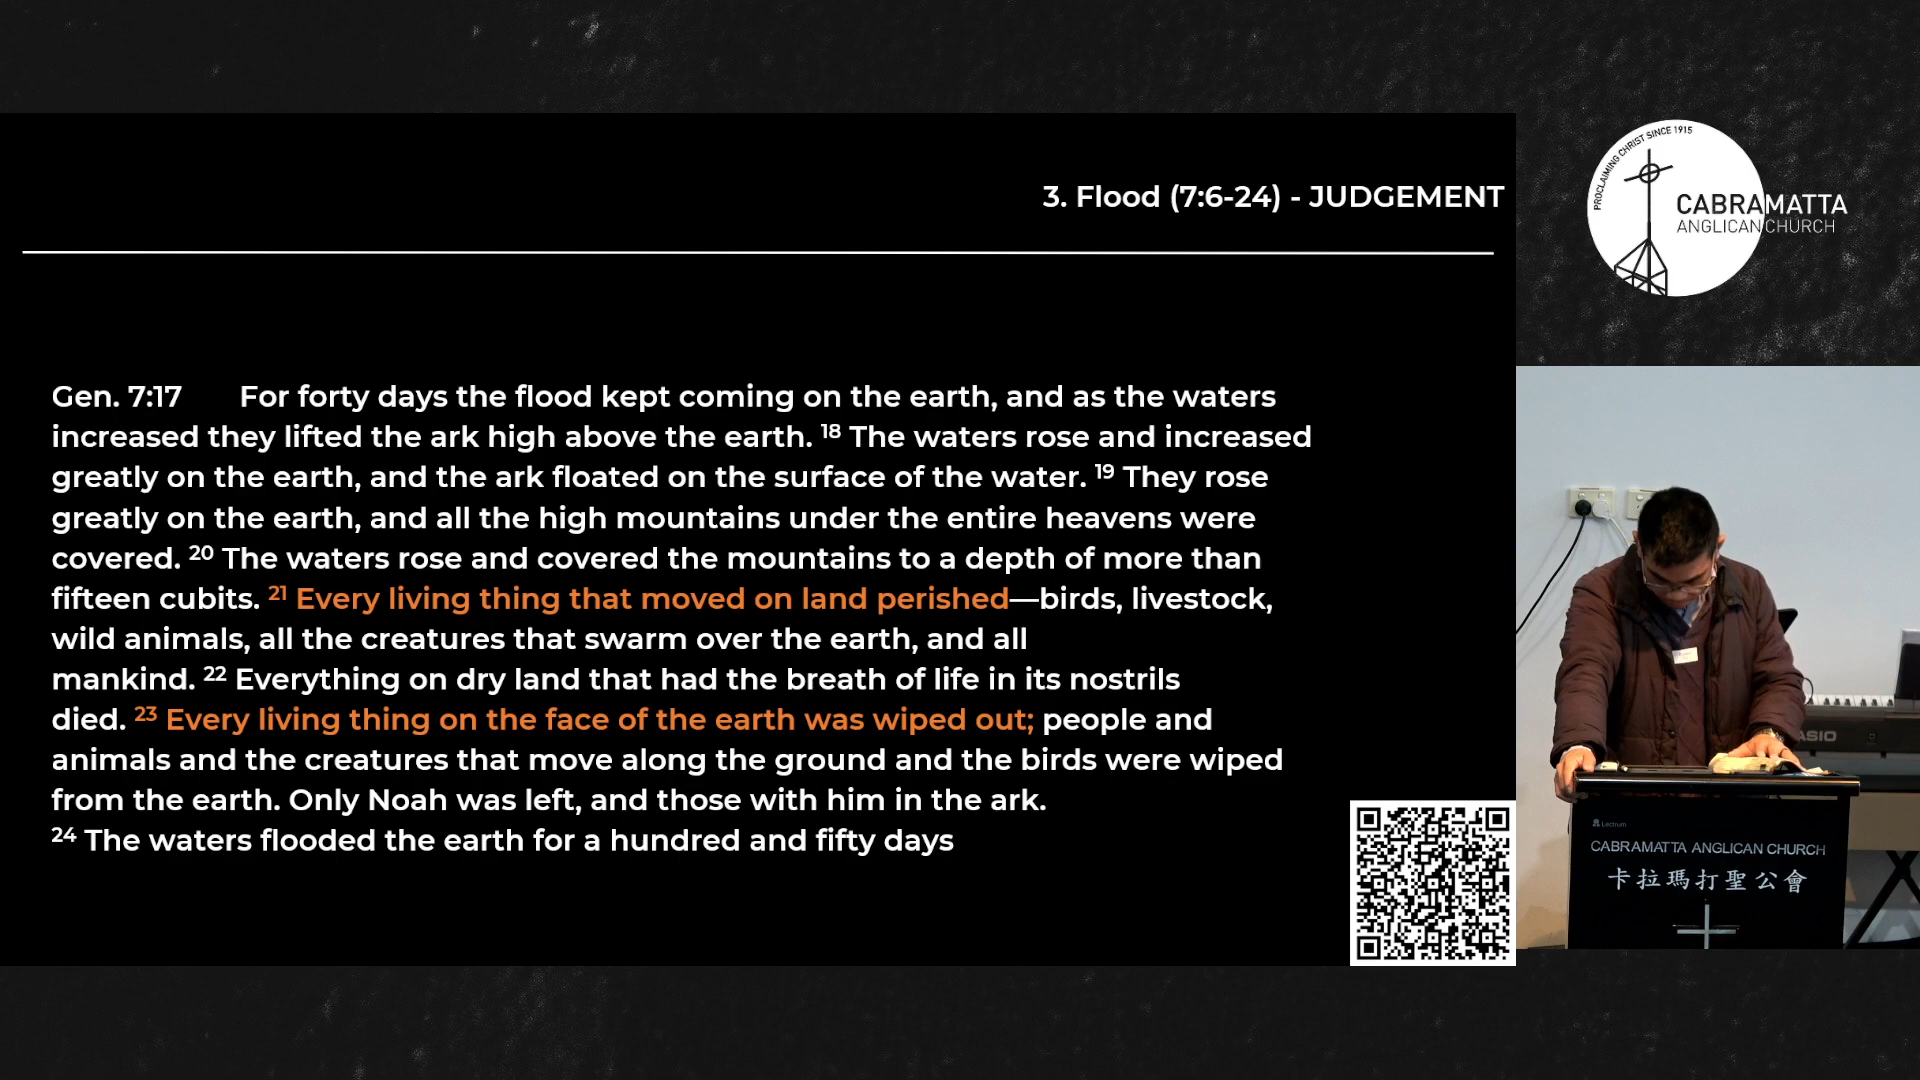 3. Flood (7:6-24) - JUDGEMENT
Gen. 7:17 For forty days the flood kept coming on the earth, and as the waters
increased they lifted the ark high above the earth. 18 The waters rose and increased
greatly on the earth, and the ark floated on the surface of the water. 19 They rose
greatly on the earth, and all the high mountains under the entire heavens were
covered. 20 The waters rose and covered the mountains to a depth of more than
fifteen cubits. 21 Every living thing that moved on land perished—birds, livestock,
wild animals, all the creatures that swarm over the earth, and all
mankind. 22 Everything on dry land that had the breath of life in its nostrils
died. 23 Every living thing on the face of the earth was wiped out; people and
animals and the creatures that move along the ground and the birds were wiped
from the earth. Only Noah was left, and those with him in the ark.
24 The waters flooded the earth for a hundred and fifty days
PROCLAIMING CHRIST SINCE 1915
CABRAMATTA
ANGLICAN CHURCH
CASIO
Lectrum
CABRAMATTA ANGLICAN CHURCH
卡拉瑪打聖公會